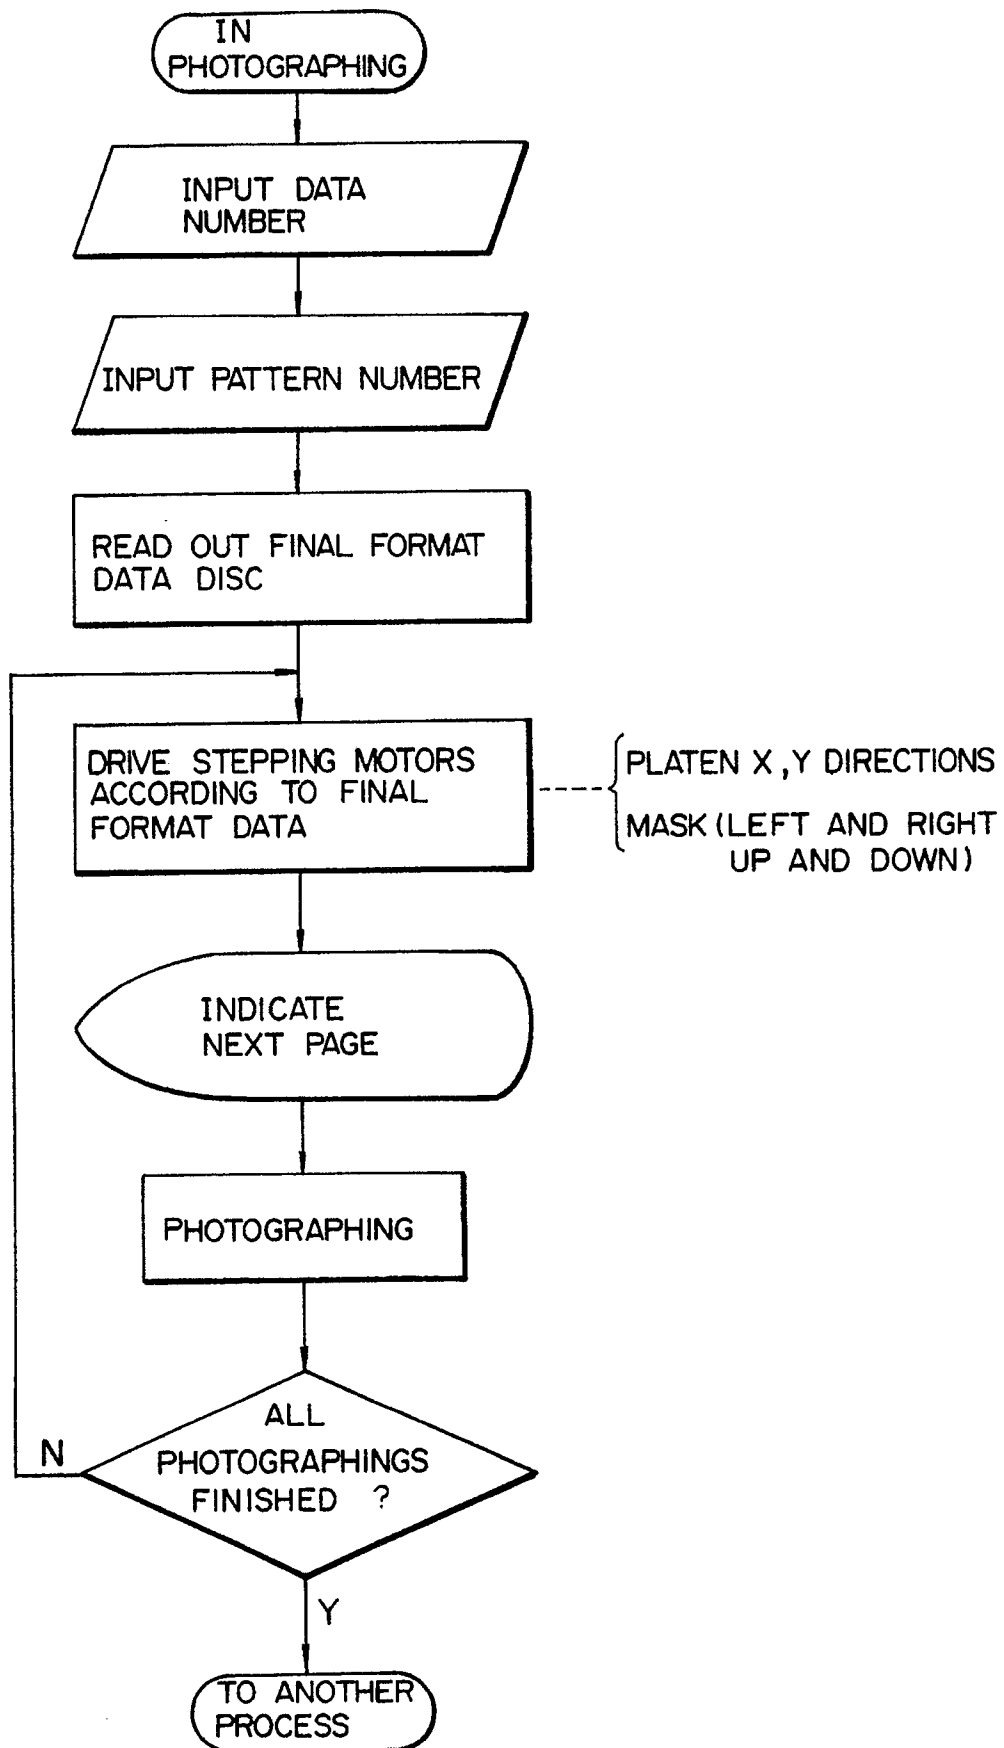 IN
PHOTOGRAPHING
INPUT DATA
NUMBER
INPUT PATTERN NUMBER
READ OUT FINAL FORMAT
DATA DISC
DRIVE STEPPING MOTORS
ACCORDING TO FINAL
FORMAT DATA
PLATEN X, Y DIRECTIONS
MASK (LEFT AND RIGHT
UP AND DOWN)
INDICATE
NEXT PAGE
PHOTOGRAPHING
ALL
PHOTOGRAPHINGS
FINISHED ?
N
Y
TO ANOTHER
PROCESS